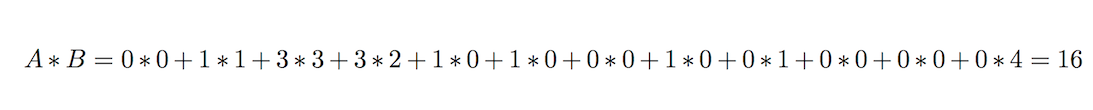 A * B = 0 * 0 + 1 * 1 + 3 * 3 + 3 * 2 + 1 * 0 + 1 * 0 + 0 * 0 + 1 * 0 + 0 * 1 + 0 * 0 + 0 * 0 + 0 * 4 = 16